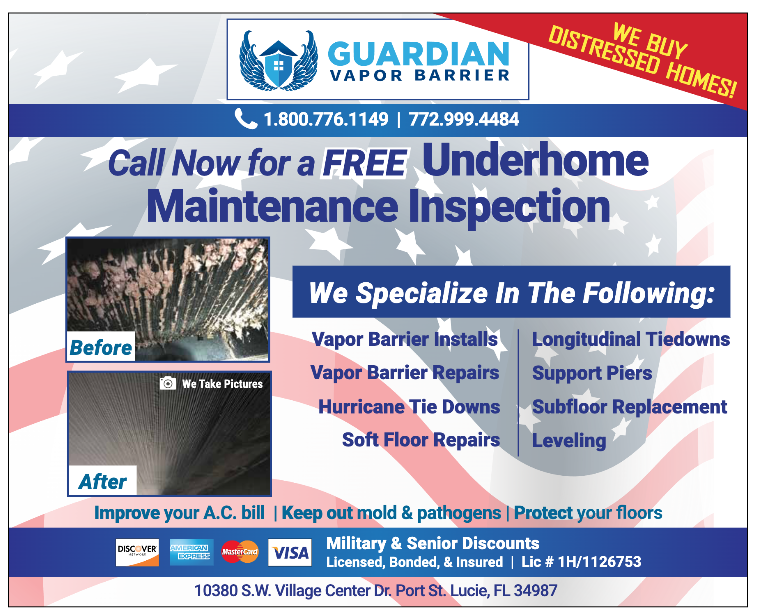 GUARDIAN
VAPOR BARRIER
WE BUY
DISTRESSED HOMES!
1.800.776.1149 | 772.999.4484
Call Now for a FREE Underhome
Maintenance Inspection
Before
We Take Pictures
After
We Specialize In The Following:
Vapor Barrier Installs
Vapor Barrier Repairs
Hurricane Tie Downs
Soft Floor Repairs
Longitudinal Tiedowns
Support Piers
Subfloor Replacement
Leveling
Improve your A.C. bill | Keep out mold & pathogens | Protect your floors
DISCOVER
NETWORK
AMERICAN
EXPRESS
MasterCard
VISA
Military & Senior Discounts
Licensed, Bonded, & Insured | Lic # 1H/1126753
10380 S.W. Village Center Dr. Port St. Lucie, FL 34987